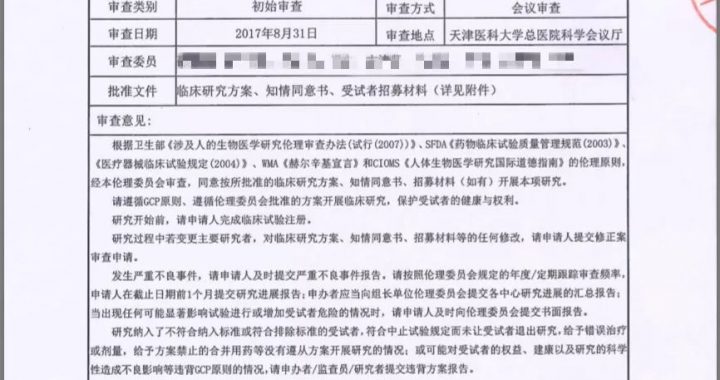 审查类别 初始审查 审查方式 会议审查
审查日期 2017年8月31日 审查地点 天津医科大学总医院科学会议厅
审查委员
批准文件 临床研究方案、知情同意书、受试者招募材料（详见附件）
审查意见：
根据卫生部《涉及人的生物医学研究伦理审查办法(试行(2007)》、SFDA《药物临床试验质量管理规范(2003)》、
《医疗器械临床试验规定(2004)》、WMA《赫尔辛基宣言》和CIOMS《人体生物医学研究国际道德指南》的伦理原则，
经本伦理委员会审查，同意按所批准的临床研究方案、知情同意书、招募材料（如有）开展本项研究。
请遵循GCP原则、遵循伦理委员会批准的方案开展临床研究，保护受试者的健康与权利。
研究开始前，请申请人完成临床试验注册。
研究过程中若变更主要研究者，对临床研究方案、知情同意书、招募材料等的任何修改，请申请人提交修正案
审查申请。
发生严重不良事件，请申请人及时提交严重不良事件报告。请按照伦理委员会规定的年度/定期跟踪审查频率，
申请人在截止日期前1个月提交研究进展报告；申办者应当向组长单位伦理委员会提交各中心研究进展的汇总报告；
当出现任何可能显著影响试验进行或增加受试者危险的情况时，请申请人及时向伦理委员会提交书面报告。
研究纳入了不符合纳入标准或符合排除标准的受试者，符合中止试验规定而未让受试者退出研究，给予错误治疗
或剂量，给予方案禁止的合并用药等没有遵从方案开展研究的情况；或可能对受试者的权益、建康以及研究的科学
性造成不良影响等违背GCP原则的情况，请申办者/监查员/研究者提交违背方案报告。